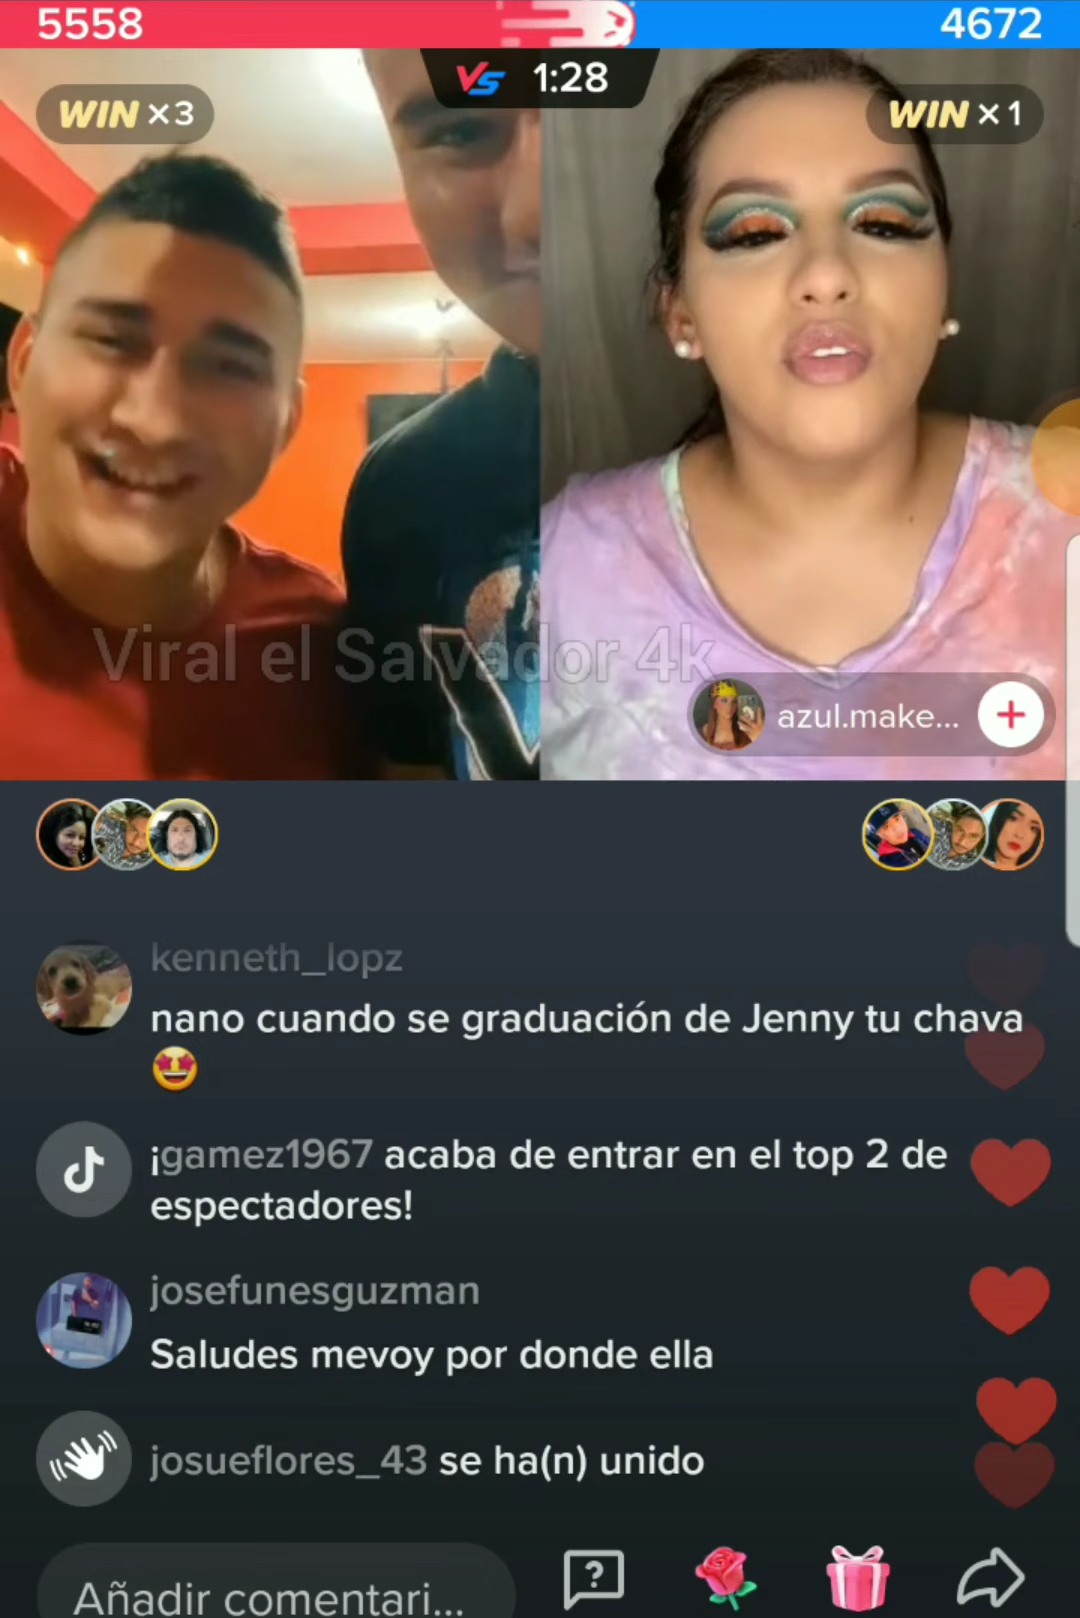 5558
4672
VS 1:28
WIN ×3
WIN ×1
Viral el Salvador 4k
azul.make...
kenneth_lopz
nano cuando se graduación de Jenny tu chava
🤩
¡gamez1967 acaba de entrar en el top 2 de
espectadores!
josefunesguzman
Saludes mevoy por donde ella
josueflores_43 se ha(n) unido
Añadir comentari...
?